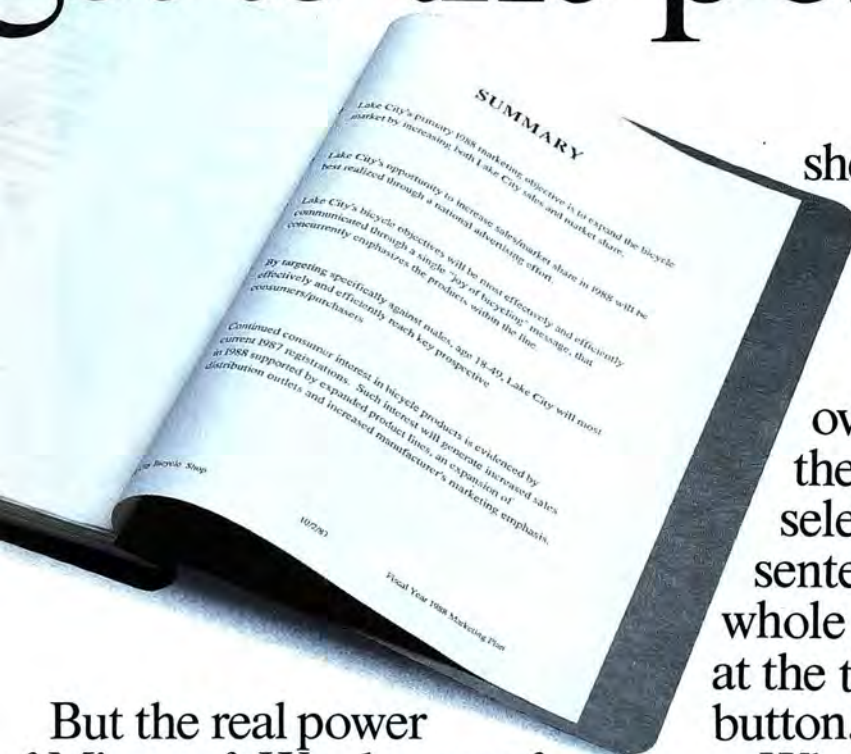 to the
SUMMARY
Lake City's primary 1988 marketing objective is to expand the bicycle
market by increasing both Lake City sales and market share.
Lake City's opportunity to increase sales/market share in 1988 will be
best realized through a national advertising effort.
Lake City's bicycle objectives will be most effectively and efficiently
communicated through a single "joy of bicycling" message, that
concurrently emphasizes the products within the line.
By targeting specifically against males, age 18-49, Lake City will most
effectively and efficiently reach key prospective
consumers/purchasers
Continued consumer interest in bicycle products is evidenced by
current 1987 registrations. Such interest will generate increased sales
in 1988 supported by expanded product lines, an expansion of
distribution outlets and increased manufacturer's marketing emphasis.
Bicycle Shop
10/2/87
Fiscal Year 1988 Marketing Plan
sho
ov
the
sele
sente
whole
at the t
button.
But the real power